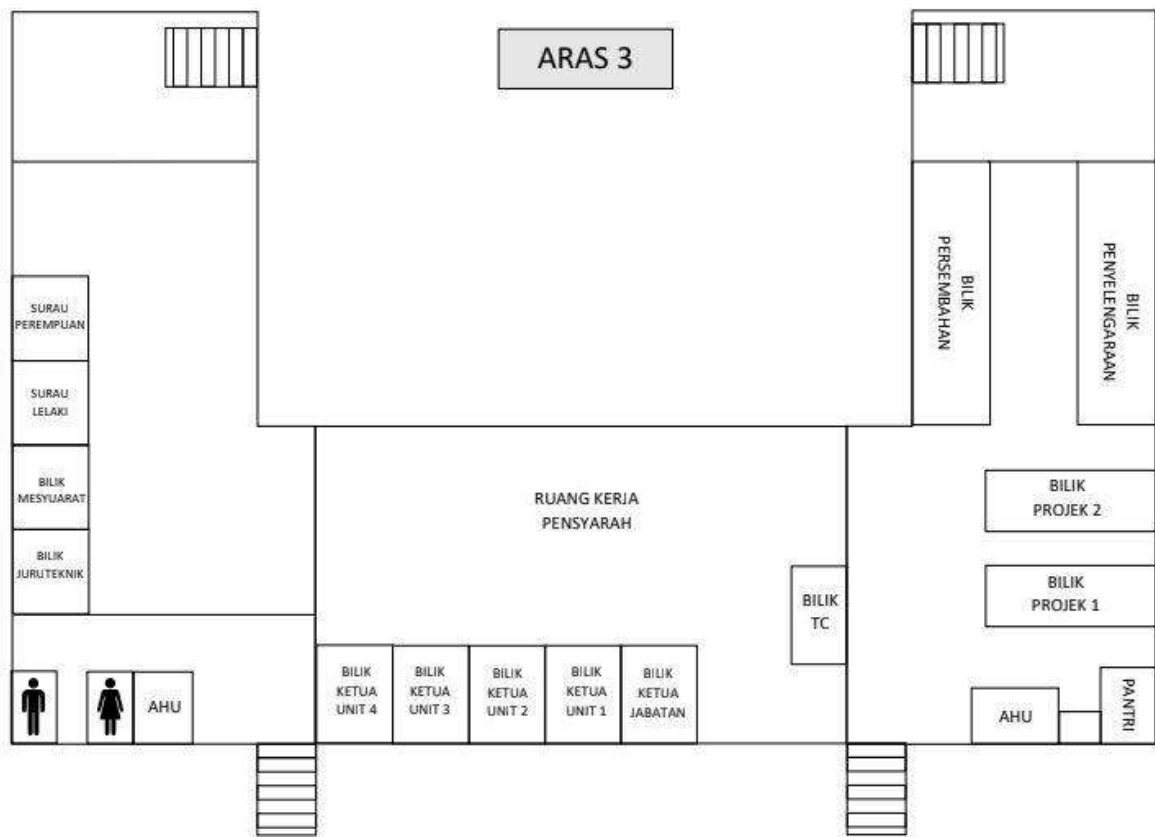 ARAS 3
BILIK
PERSEMBAHAN
BILIK
PENYELENGARAAN
SURAU
PEREMPUAN
SURAU
LELAKI
BILIK
MESYUARAT
BILIK
JURUTEKNIK
RUANG KERJA
PENSYARAH
BILIK
PROJEK 2
BILIK
PROJEK 1
BILIK
TC
AHU
BILIK
KETUA
UNIT 4
BILIK
KETUA
UNIT 3
BILIK
KETUA
UNIT 2
BILIK
KETUA
UNIT 1
BILIK
KETUA
JABATAN
AHU
PANTRI